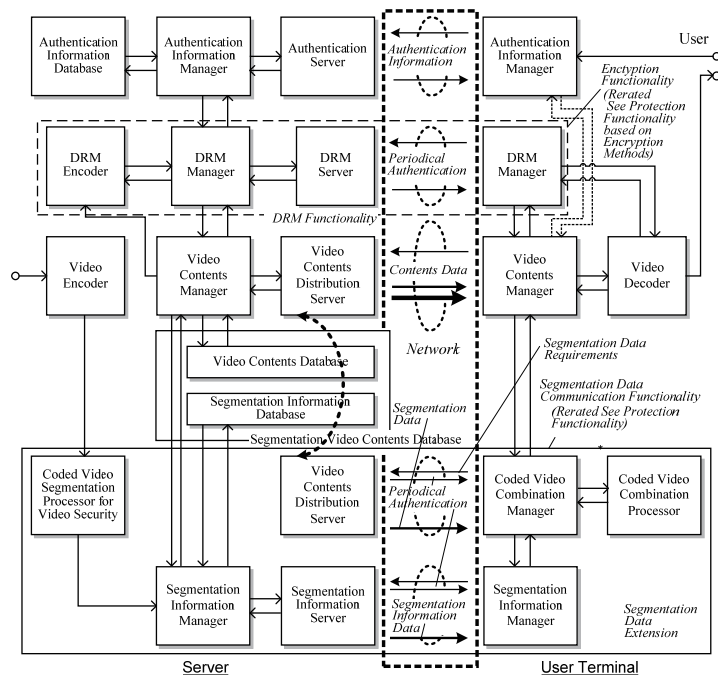 Authentication
Information
Database
Authentication
Information
Manager
Authentication
Server
Authentication
Information
Authentication
Information
Manager
User
Enctyption
Functionality
(Rerated
See Protection
Functionality
based on
Encryption
Methods)
DRM
Encoder
DRM
Manager
DRM
Server
Periodical
Authentication
DRM
Manager
DRM Functionality
Video
Encoder
Video
Contents
Manager
Video
Contents
Distribution
Server
Contents Data
Video
Contents
Manager
Video
Decoder
Network
Segmentation Data
Requirements
Video Contents Database
Segmentation Information
Database
Segmentation Video Contents Database
Segmentation
Data
Segmentation Data
Communication Functionality
(Rerated See Protection
Functionality)
Coded Video
Segmentation
Processor for
Video Security
Video
Contents
Distribution
Server
Periodical
Authentication
Coded Video
Combination
Manager
Coded Video
Combination
Processor
Segmentation
Information
Manager
Segmentation
Information
Server
Segmentation
Information
Data
Segmentation
Information
Manager
Segmentation
Data
Extension
Server
User Terminal